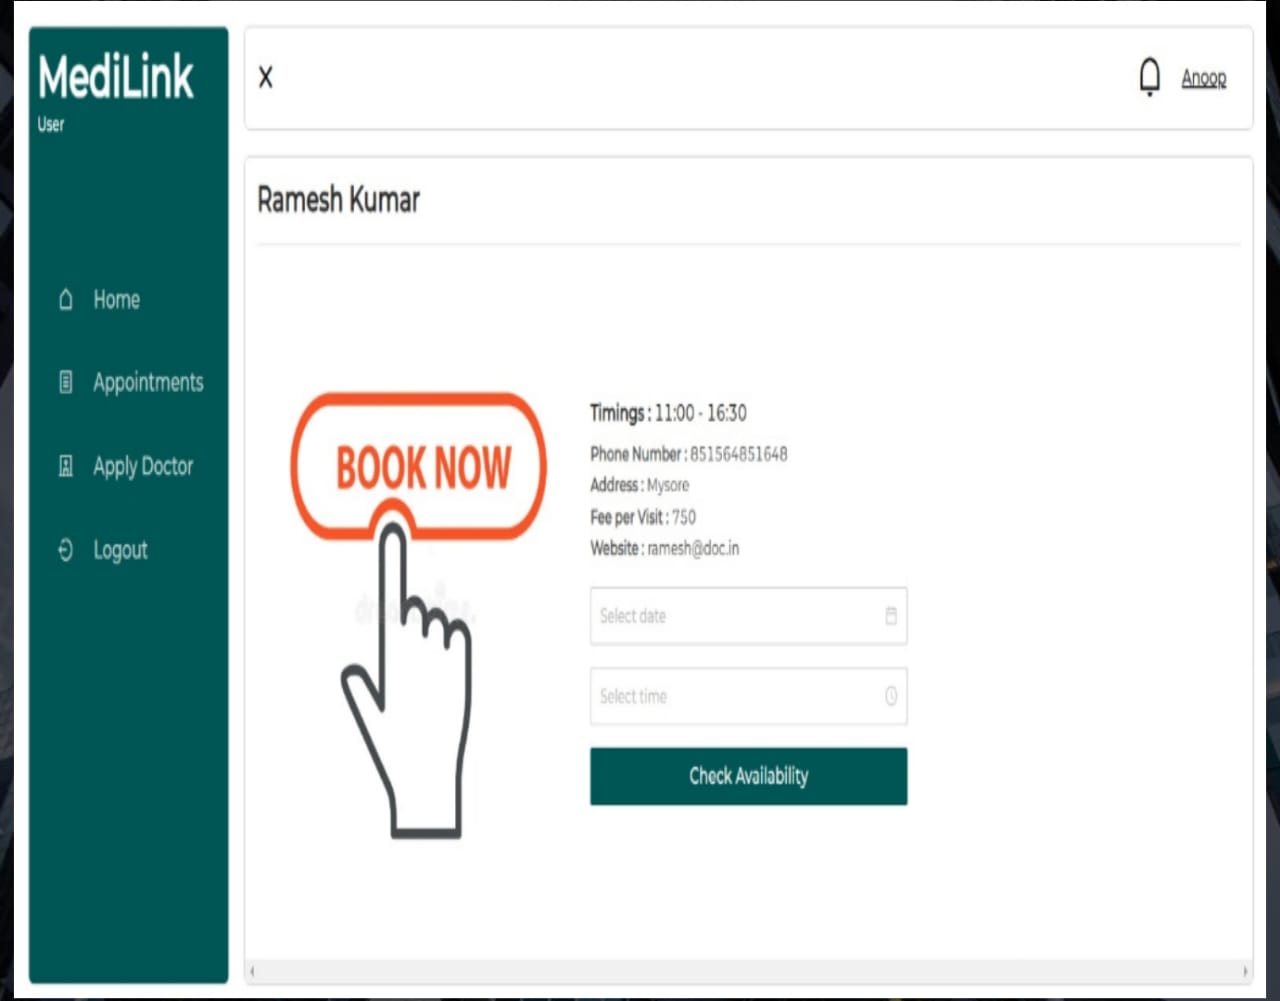 MediLink
User
X
Anoop
Ramesh Kumar
Home
Appointments
Apply Doctor
Logout
BOOK NOW
Timings : 11:00 - 16:30
Phone Number : 851564851648
Address : Mysore
Fee per Visit : 750
Website : ramesh@doc.in
Select date
Select time
Check Availability